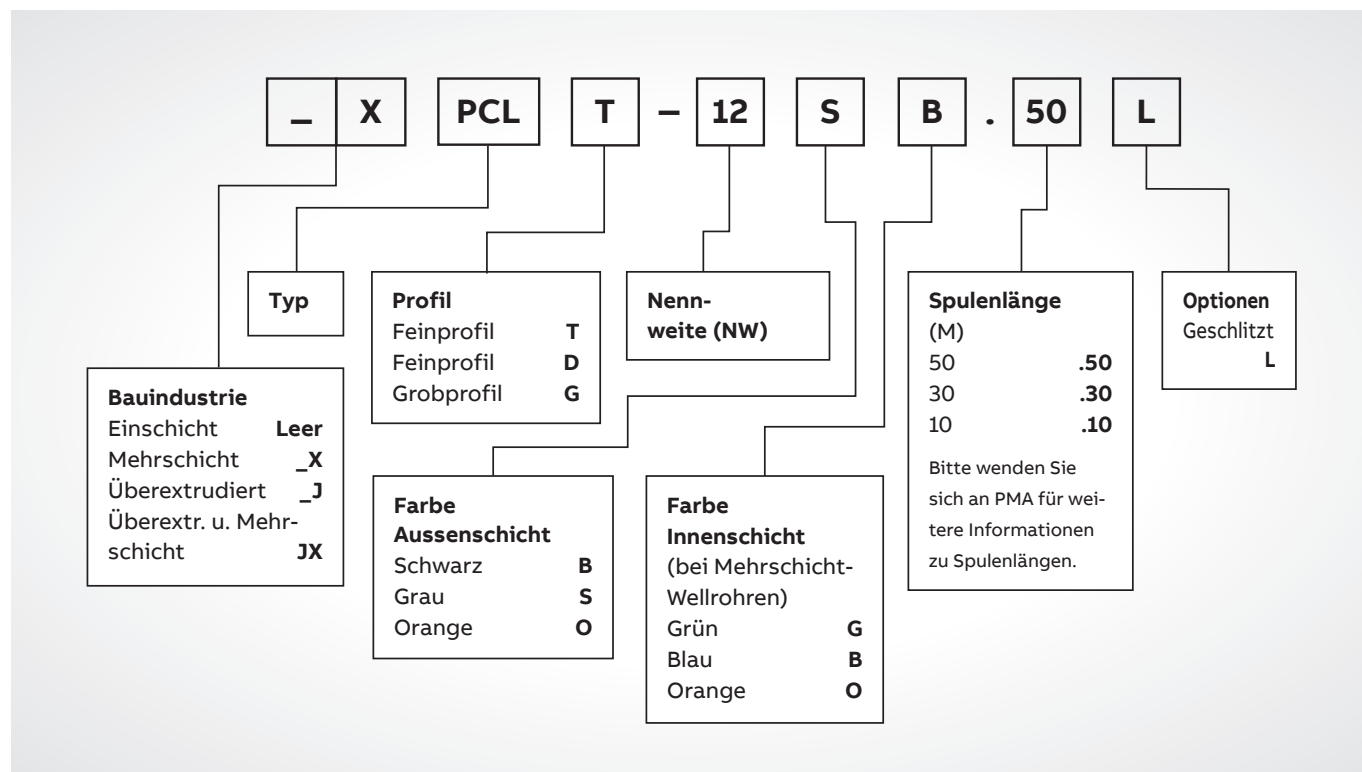 _ X PCL T – 12 S B . 50 L
Typ
Profil
Feinprofil T
Feinprofil D
Grobprofil G
Nenn-
weite (NW)
Spulenlänge
(M)
50 .50
30 .30
10 .10
Bitte wenden Sie
sich an PMA für wei-
tere Informationen
zu Spulenlängen.
Optionen
Geschlitzt
L
Bauindustrie
Einschicht Leer
Mehrschicht _X
Überextrudiert _J
Überextr. u. Mehr-
schicht JX
Farbe
Aussenschicht
Schwarz B
Grau S
Orange O
Farbe
Innenschicht
(bei Mehrschicht-
Wellrohren)
Grün G
Blau B
Orange O